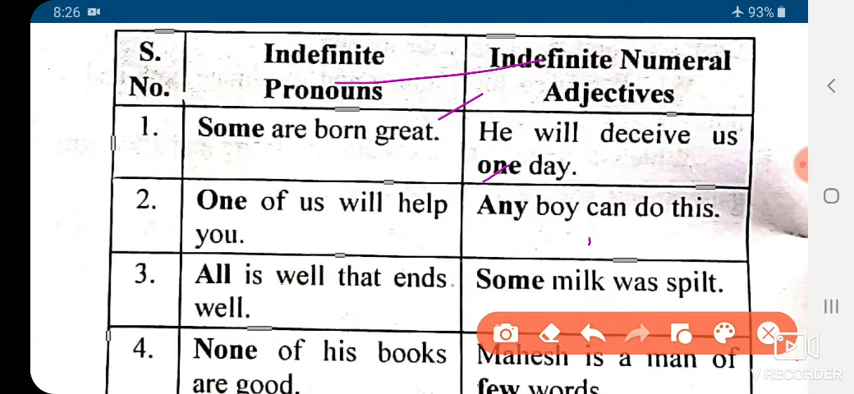 8:26
93%
S. No.
Indefinite Pronouns
Indefinite Numeral Adjectives
1.
Some are born great.
He will deceive us
one day.
2.
One of us will help
you.
Any boy can do this.
3.
All is well that ends
well.
Some milk was spilt.
4.
None of his books
are good.
Mahesh is a man of
few words
V RECORDER